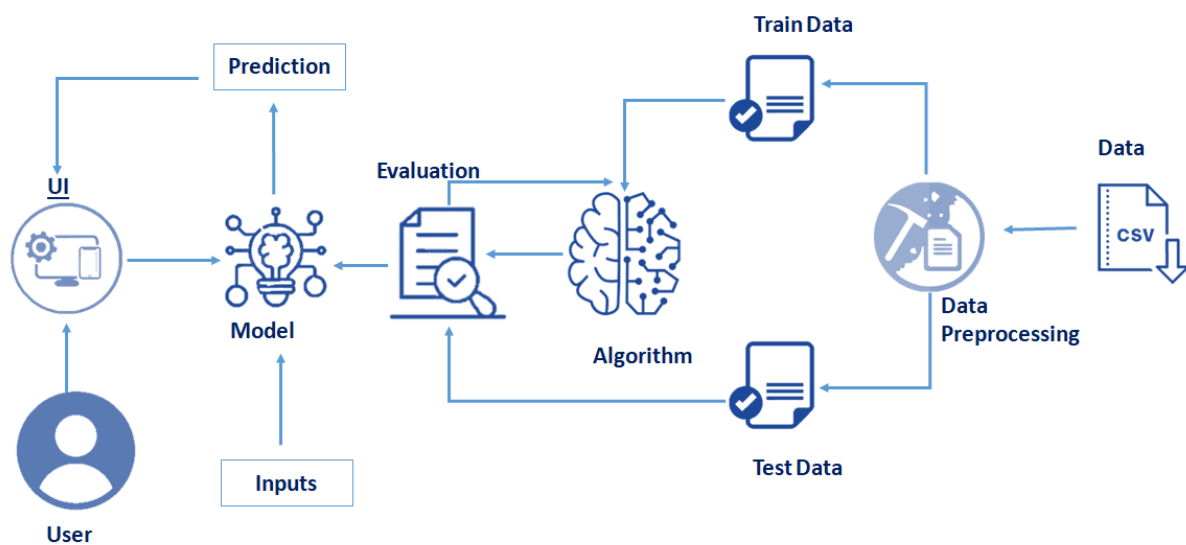 Train Data
Prediction
Data
Evaluation
UI
CSV
Data
Preprocessing
Model
Algorithm
Test Data
Inputs
User